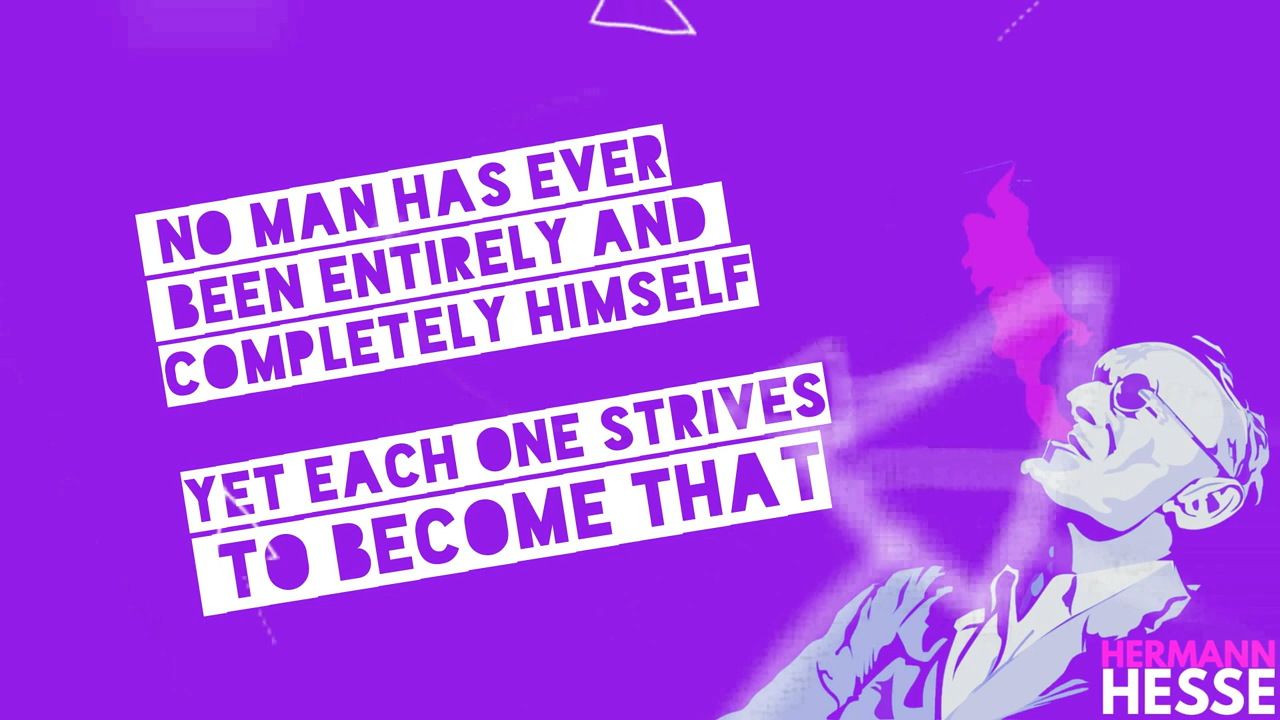 NO MAN HAS EVER
BEEN ENTIRELY AND
COMPLETELY HIMSELF
YET EACH ONE STRIVES
TO BECOME THAT
HERMANN
HESSE